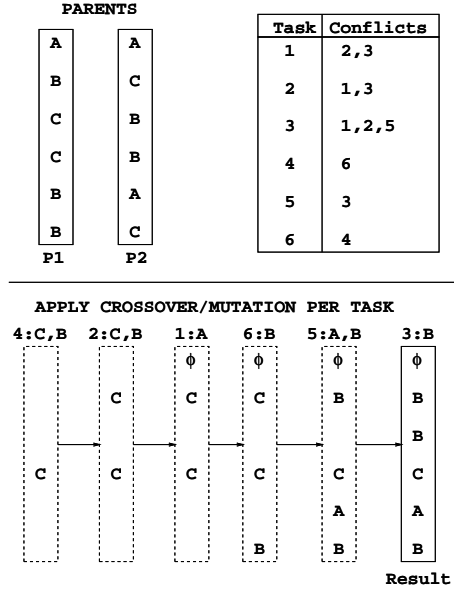 PARENTS
A A
B C
C B
C B
B A
B C
P1 P2
Task Conflicts
1 2,3
2 1,3
3 1,2,5
4 6
5 3
6 4
APPLY CROSSOVER/MUTATION PER TASK
4:C,B 2:C,B 1:A 6:B 5:A,B 3:B
ϕ ϕ ϕ ϕ
C C C B B
B
C C C C C C
A A
B B B
Result